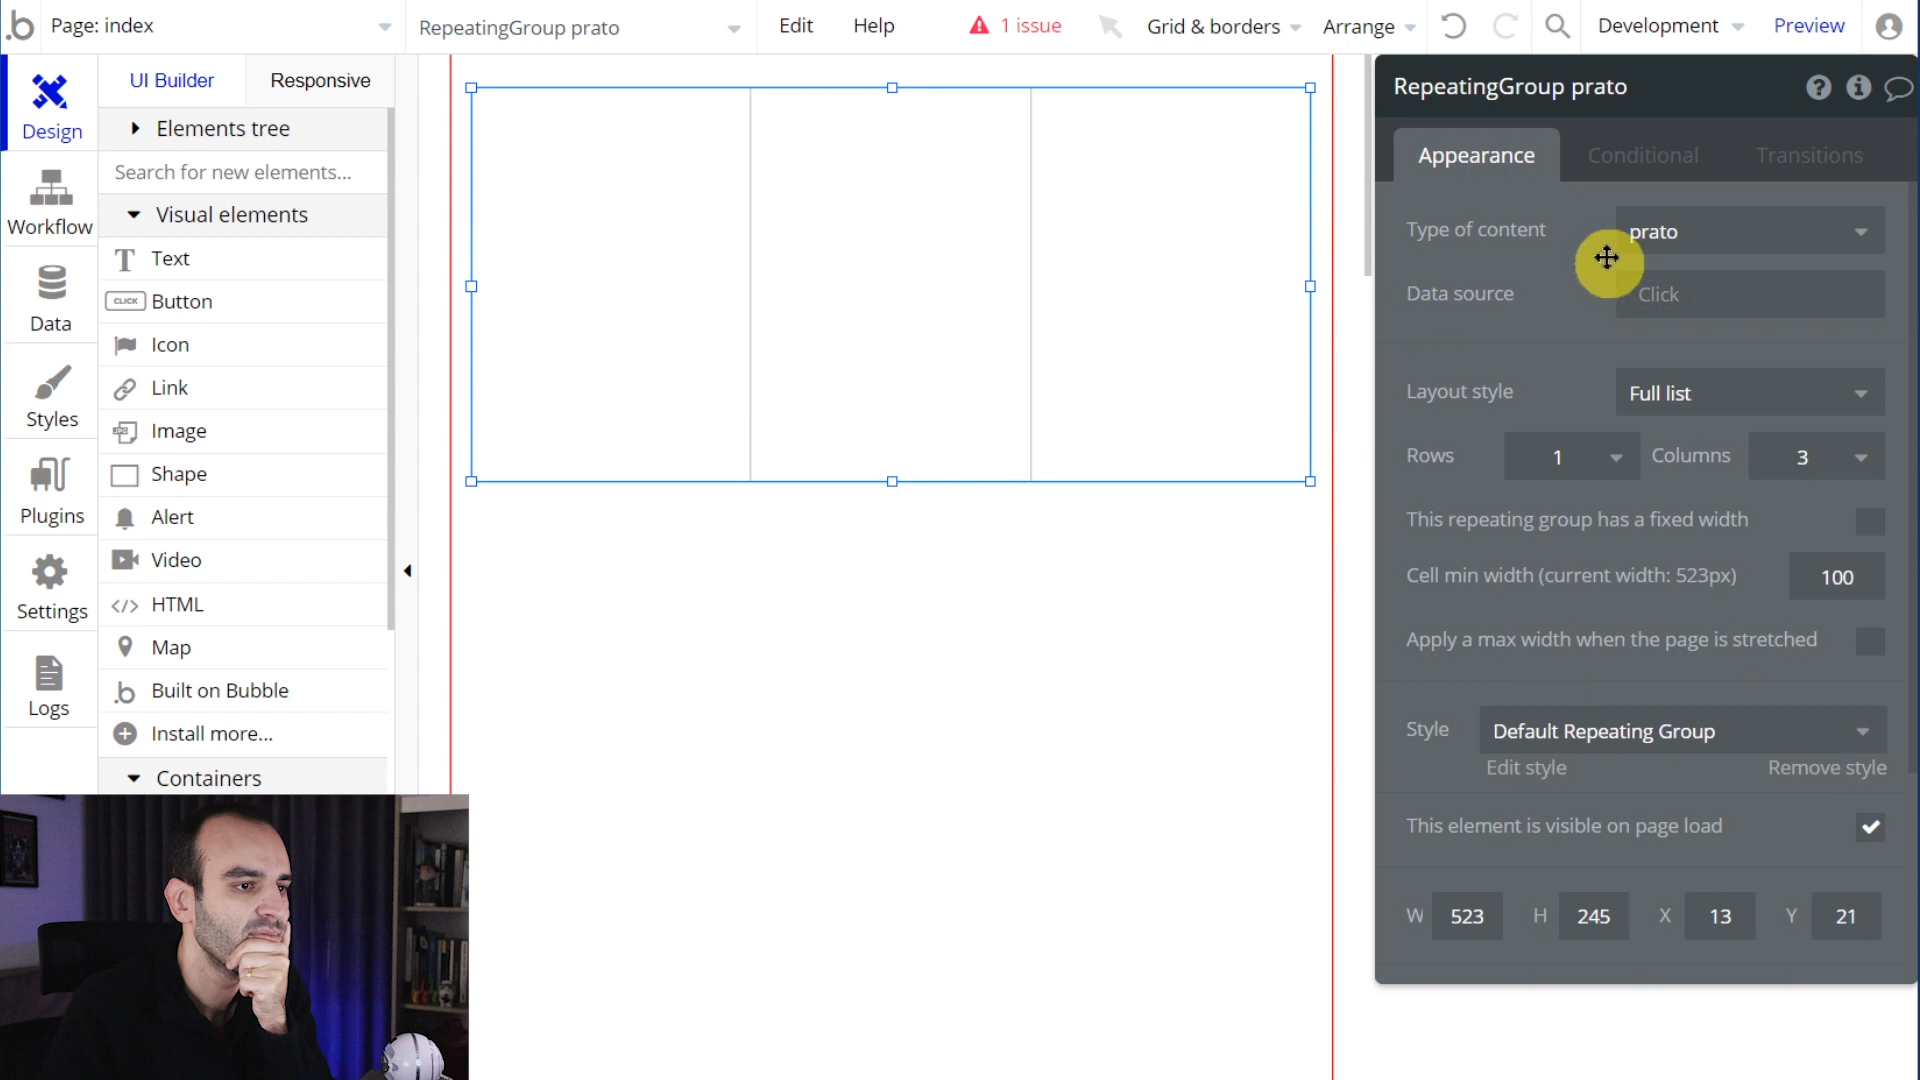 Page: index
RepeatingGroup prato
Edit
Help
1 issue
Grid & borders
Arrange
Development
Preview
UI Builder
Responsive
Design
Workflow
Data
Styles
Plugins
Settings
Logs
Elements tree
Search for new elements...
Visual elements
Text
CLICK
Button
Icon
Link
Image
Shape
Alert
Video
HTML
Map
Built on Bubble
Install more...
Containers
RepeatingGroup prato
Appearance
Conditional
Transitions
Type of content
prato
Data source
Click
Layout style
Full list
Rows
1
Columns
3
This repeating group has a fixed width
Cell min width (current width: 523px)
100
Apply a max width when the page is stretched
Style
Default Repeating Group
Edit style
Remove style
This element is visible on page load
W
523
H
245
X
13
Y
21